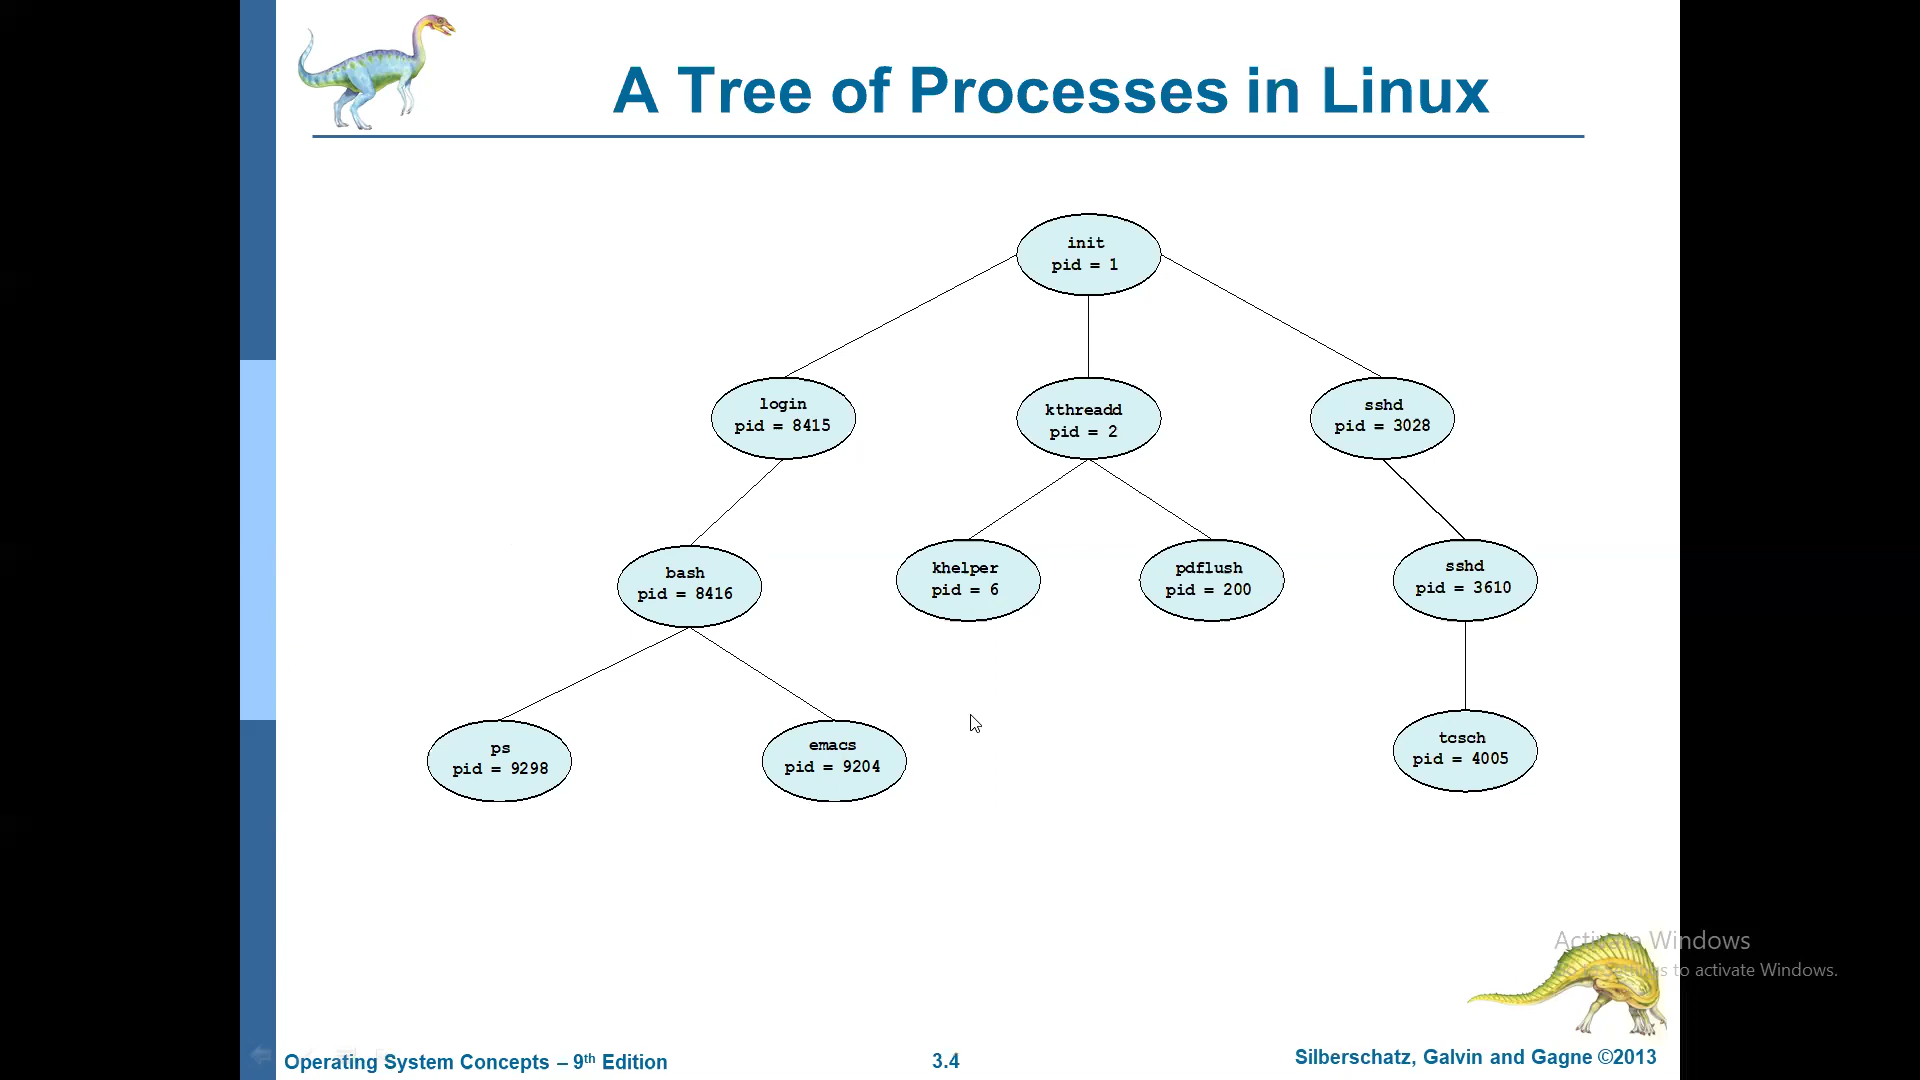 A Tree of Processes in Linux
init
pid = 1
login
pid = 8415
kthreadd
pid = 2
sshd
pid = 3028
bash
pid = 8416
khelper
pid = 6
pdflush
pid = 200
sshd
pid = 3610
ps
pid = 9298
emacs
pid = 9204
tcsch
pid = 4005
Activate Windows
to activate Windows.
Operating System Concepts – 9th Edition
3.4
Silberschatz, Galvin and Gagne ©2013